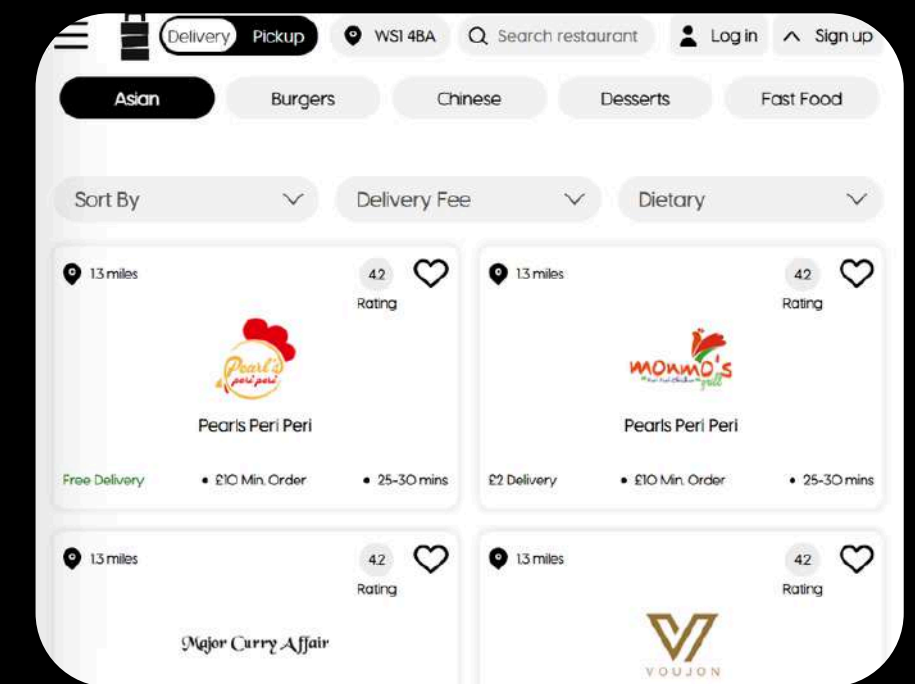 Delivery Pickup WS1 4BA Search restaurant Log in Sign up
Asian Burgers Chinese Desserts Fast Food
Sort By Delivery Fee Dietary
1.3 miles 4.2 1.3 miles 4.2
Rating Rating
Pearl's
peri peri
monmo's
grill
Pearls Peri Peri Pearls Peri Peri
Free Delivery • £10 Min. Order • 25-30 mins £2 Delivery • £10 Min. Order • 25-30 mins
1.3 miles 4.2 1.3 miles 4.2
Rating Rating
Major Curry Affair
VOUJON